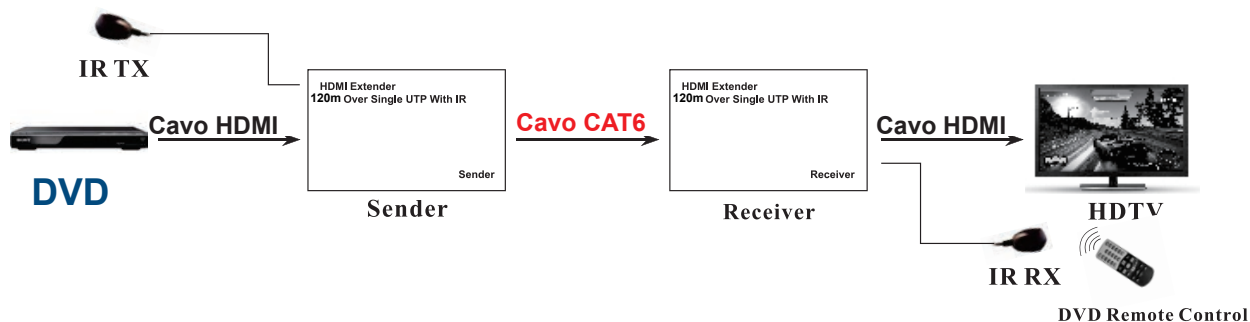 IR TX
HDMI Extender
120m Over Single UTP With IR
Sender
Sender
Cavo HDMI
DVD
Cavo CAT6
HDMI Extender
120m Over Single UTP With IR
Receiver
Receiver
Cavo HDMI
HDTV
IR RX
DVD Remote Control